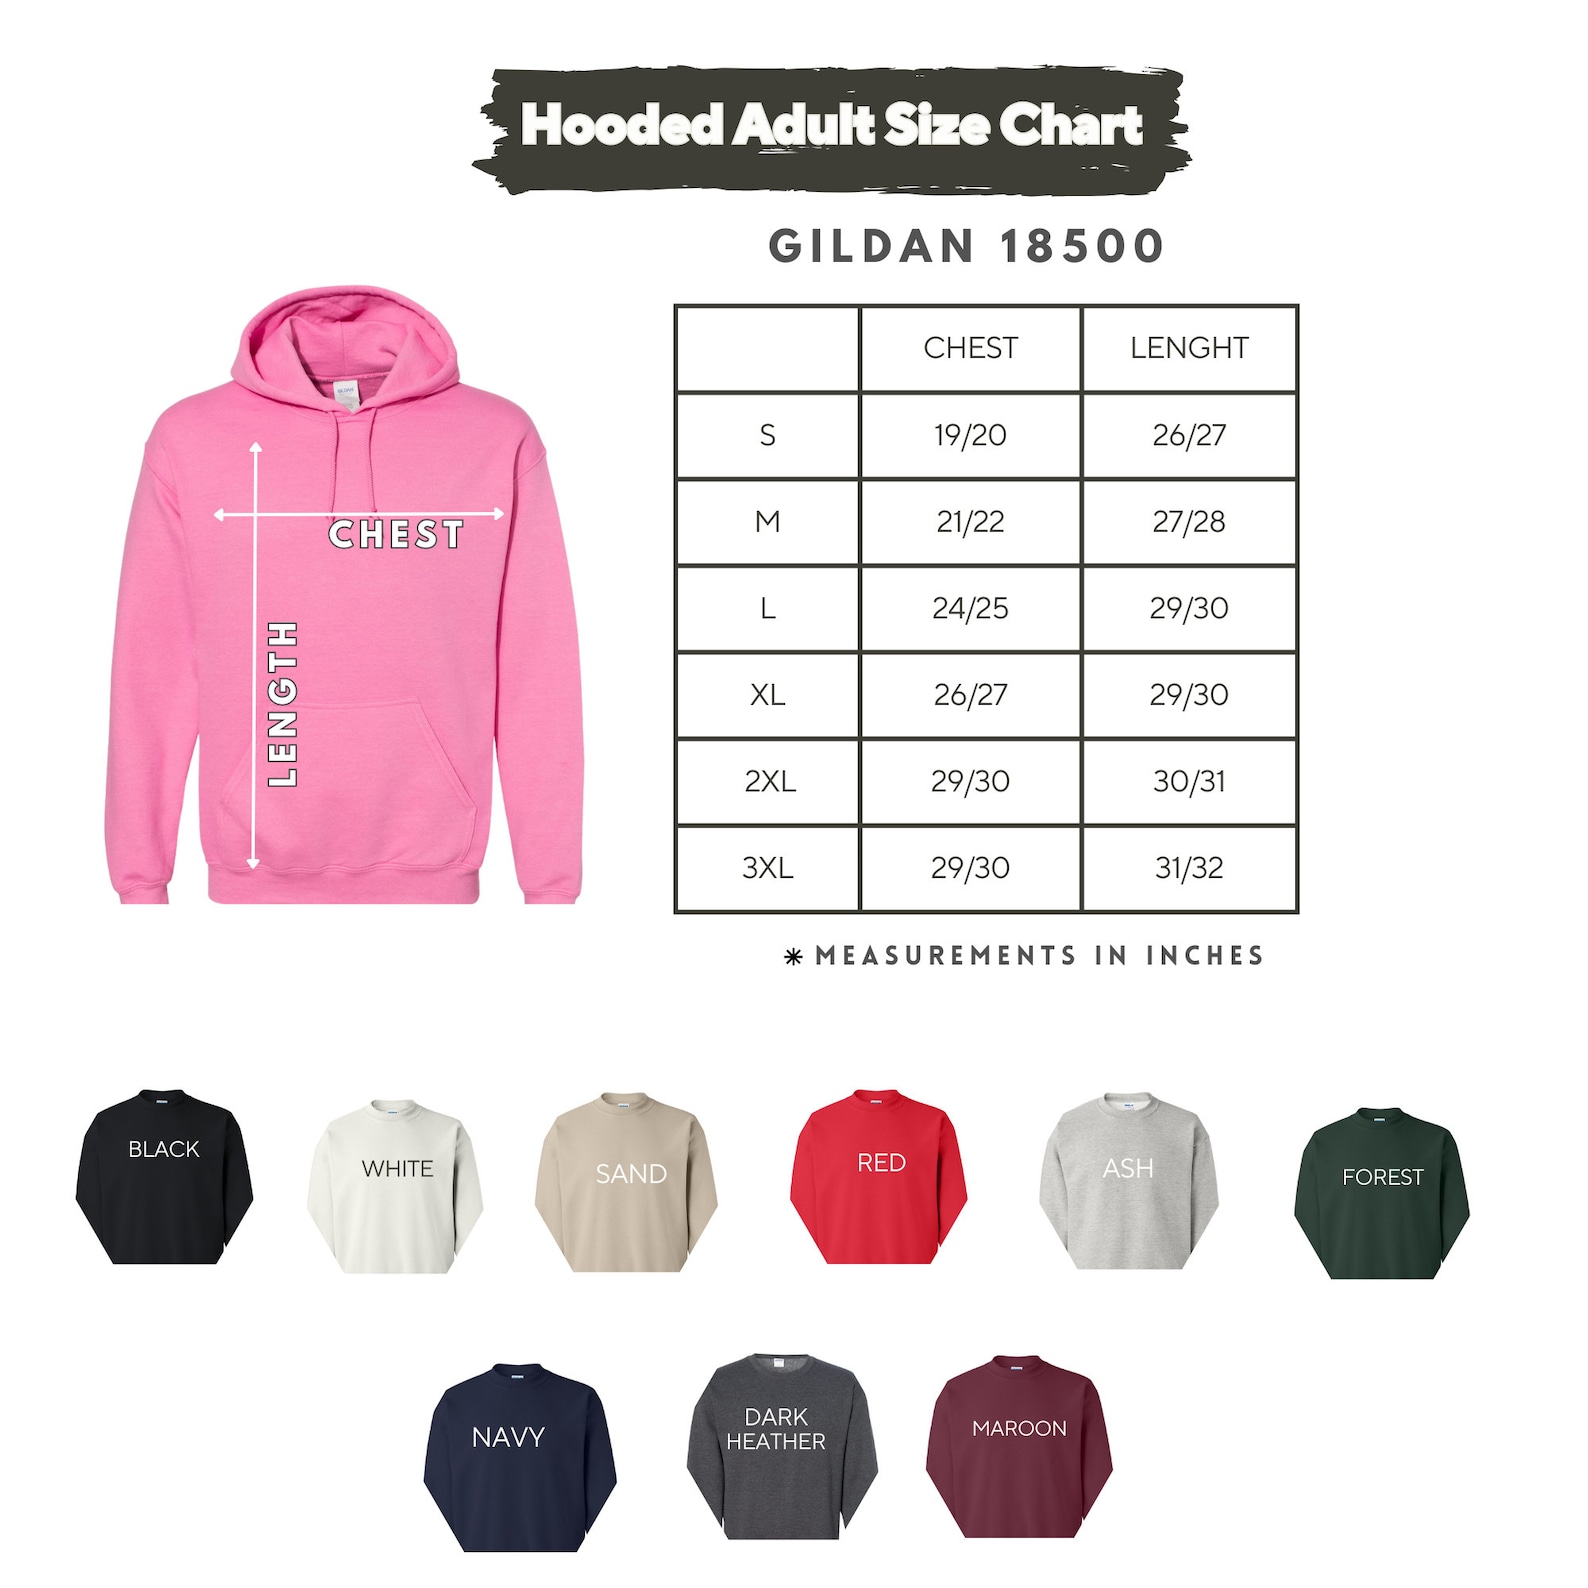 Hooded Adult Size Chart
GILDAN 18500
GILDAN
CHEST
LENGTH
CHEST LENGHT
S 19/20 26/27
M 21/22 27/28
L 24/25 29/30
XL 26/27 29/30
2XL 29/30 30/31
3XL 29/30 31/32
* MEASUREMENTS IN INCHES
BLACK
WHITE
SAND
RED
ASH
FOREST
NAVY
DARK
HEATHER
MAROON